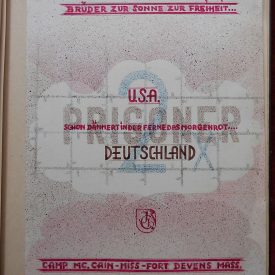 BRÜDER ZUR SONNE ZUR FREIHEIT...
U.S.A.
PRISONER
SCHON DÄMMERT IN DER FERNE DAS MORGENROT....
DEUTSCHLAND
CAMP MC. CAIN - MISS - FORT DEVENS MASS.